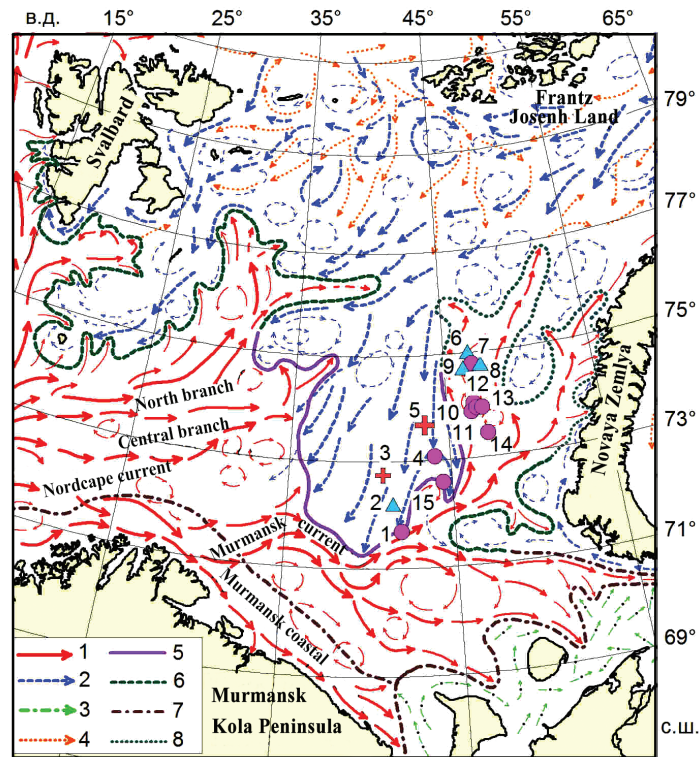 в.д. 15° 25° 35° 45° 55° 65°
79°
77°
75°
73°
71°
69°
с.ш.
Svalbard
Frantz
Josenh Land
Novaya Zemlya
North branch
Central branch
Nordcape current
Murmansk current
Murmansk coastal
Murmansk
Kola Peninsula
6 7
9 8
12
13
10
11
14
5
3
4
2
15
1
1 5
2 6
3 7
4 8